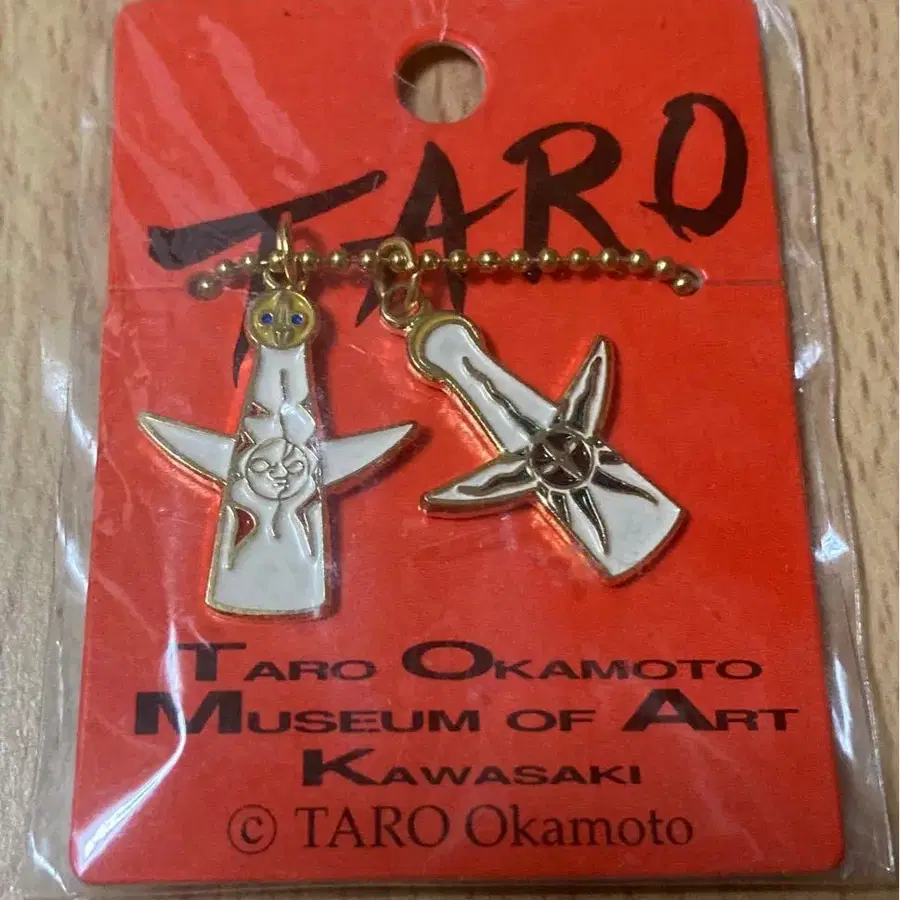 TARO
TARO OKAMOTO
MUSEUM OF ART
KAWASAKI
© TARO Okamoto